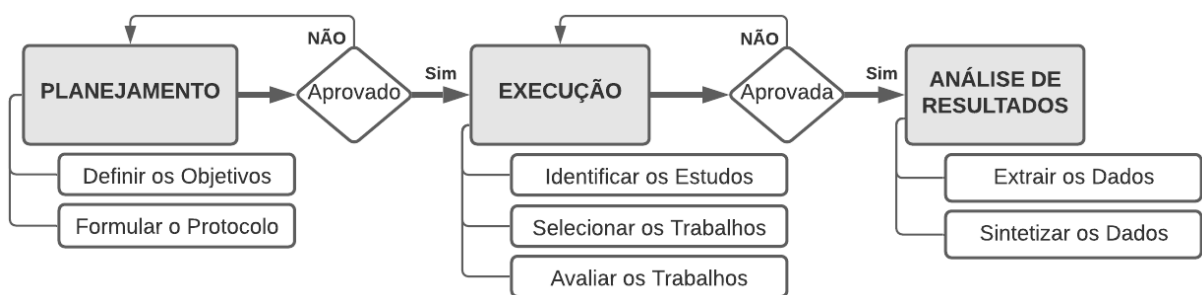 NÃO
PLANEJAMENTO
Aprovado
Sim
Definir os Objetivos
Formular o Protocolo
NÃO
EXECUÇÃO
Aprovada
Sim
Identificar os Estudos
Selecionar os Trabalhos
Avaliar os Trabalhos
ANÁLISE DE
RESULTADOS
Extrair os Dados
Sintetizar os Dados